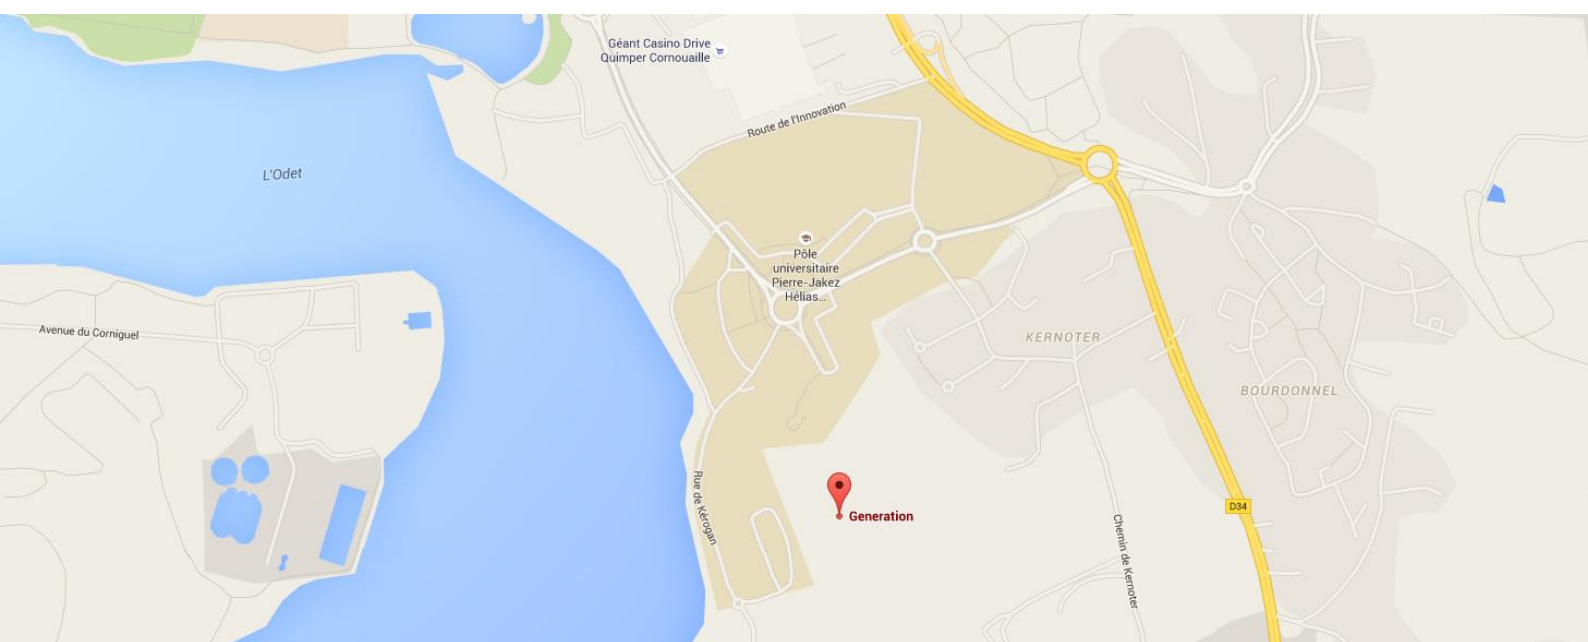 Géant Casino Drive
Quimper Cornouaille
Route de l'Innovation
L'Odet
Pôle
universitaire
Pierre-Jakez
Hélias...
Avenue du Corniguel
KERNOTER
BOURDONNEL
Rue de Kérogan
Generation
D34
Chemin de Kernoter